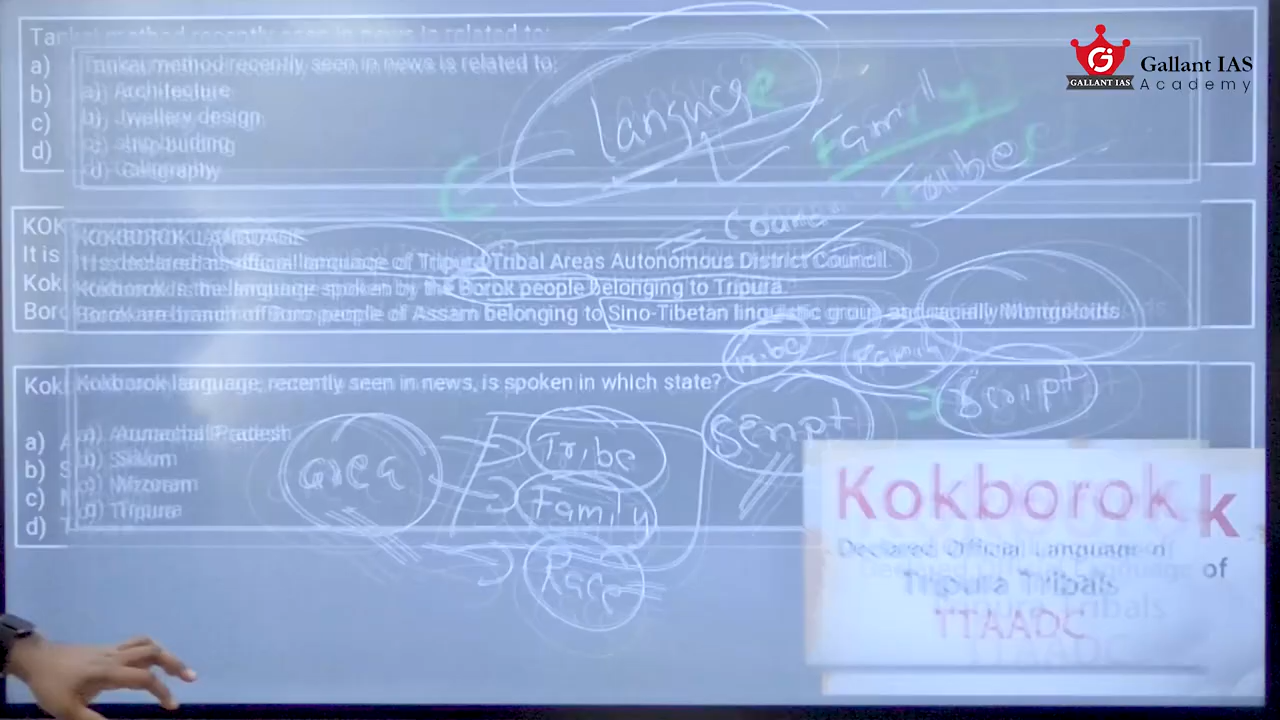 Gallant IAS
Academy
GALLANT IAS
Tankai method recently seen in news is related to:
a) Architecture
b) Jwellery design
c) ship buding
d) Caligraphy
language
Family
Tribe
KOKBOROK LANGUAGE
It is declared as official language of Tripura Tribal Areas Autonomous District Council
Kokborok is the language spoken by the Borok people belonging to Tripura.
Borok are branch of Boro people of Assam belonging to Sino-Tibetan linguistic group and racially Mongoloids.
Tribe
Family
Script
Kokborok language, recently seen in news, is spoken in which state?
a) Arunachal Pradesh
b) Sikkim
c) Mizoram
d) Tripura
area
Tribe
Family
Race
Script
Kokborok
Declared Official Language of
Tripura Tribals
TTAADC